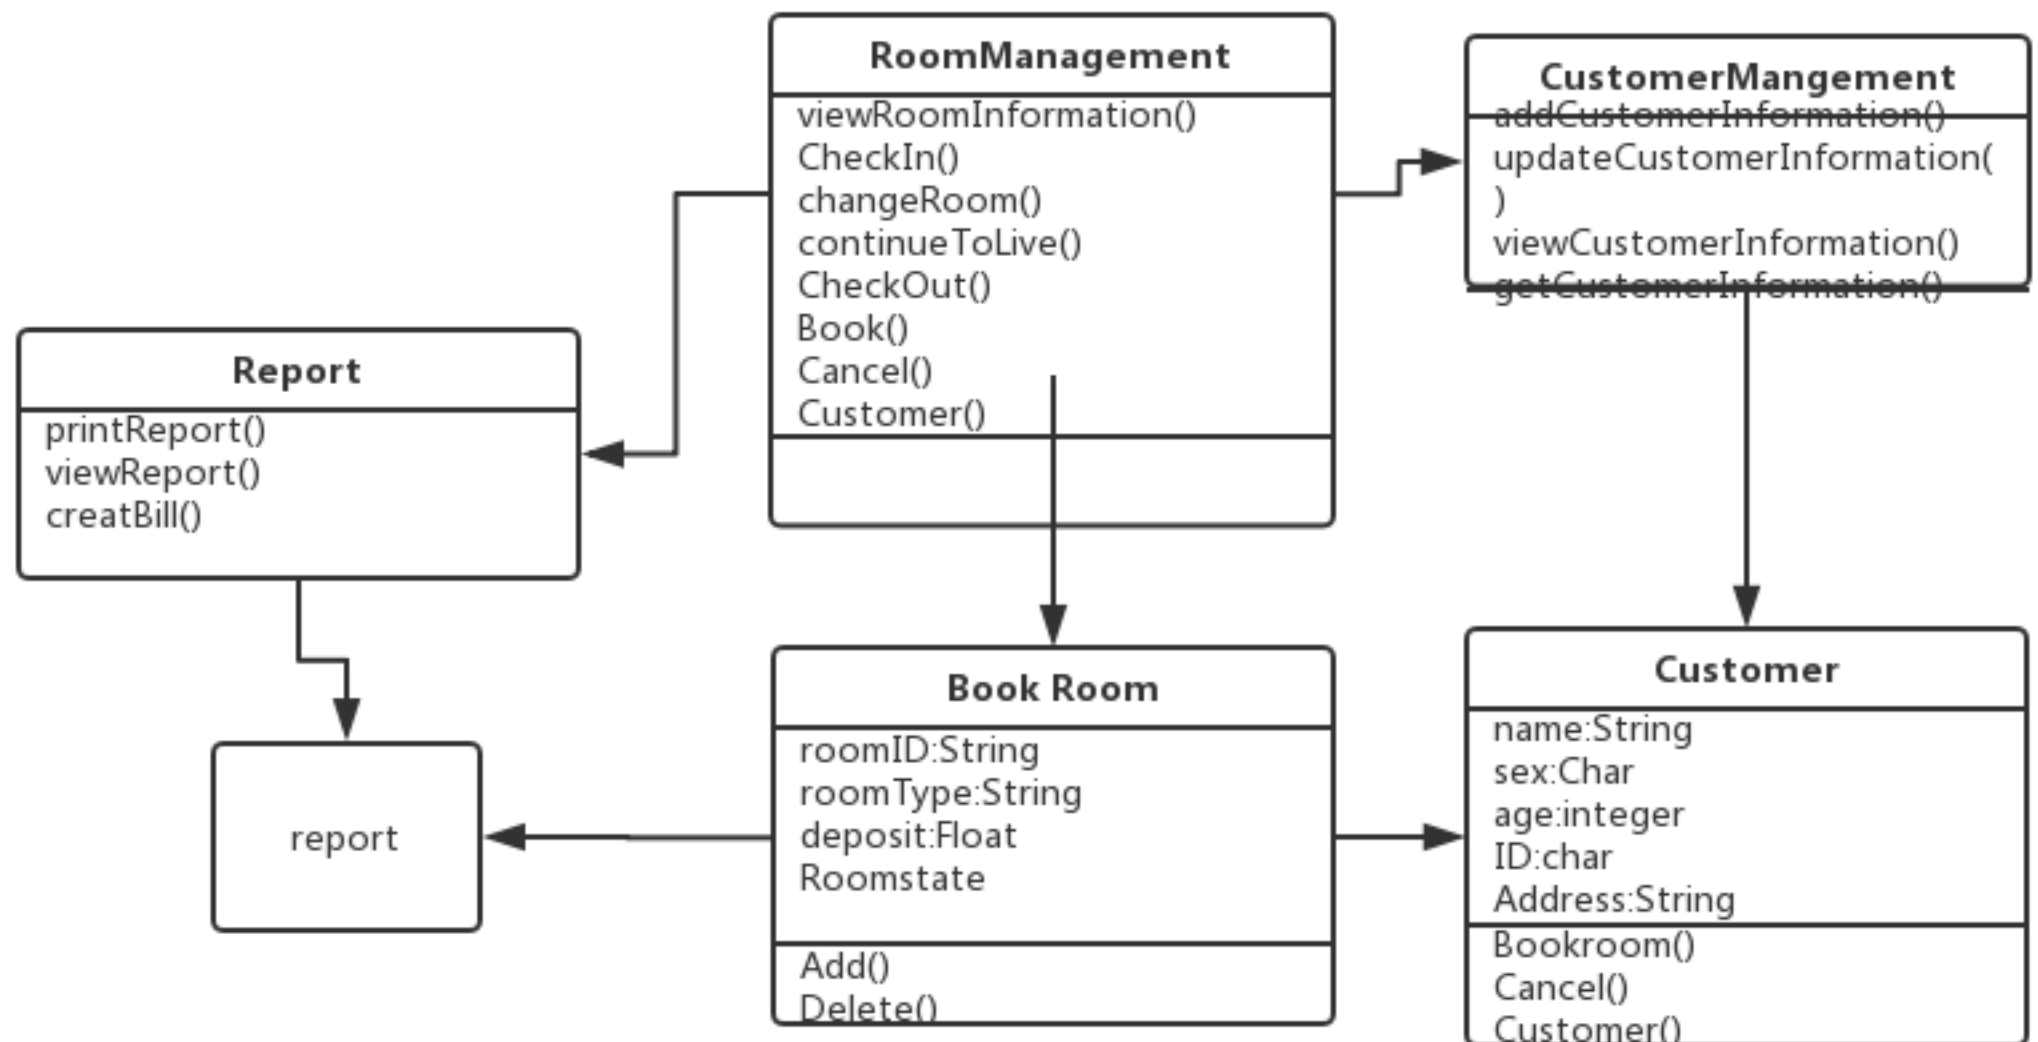 RoomManagement
viewRoomInformation()
CheckIn()
changeRoom()
continueToLive()
CheckOut()
Book()
Cancel()
Customer()
CustomerMangement
addCustomerInformation()
updateCustomerInformation(
)
viewCustomerInformation()
getCustomerInformation()
Report
printReport()
viewReport()
creatBill()
report
Book Room
roomID:String
roomType:String
deposit:Float
Roomstate
Add()
Delete()
Customer
name:String
sex:Char
age:integer
ID:char
Address:String
Bookroom()
Cancel()
Customer()